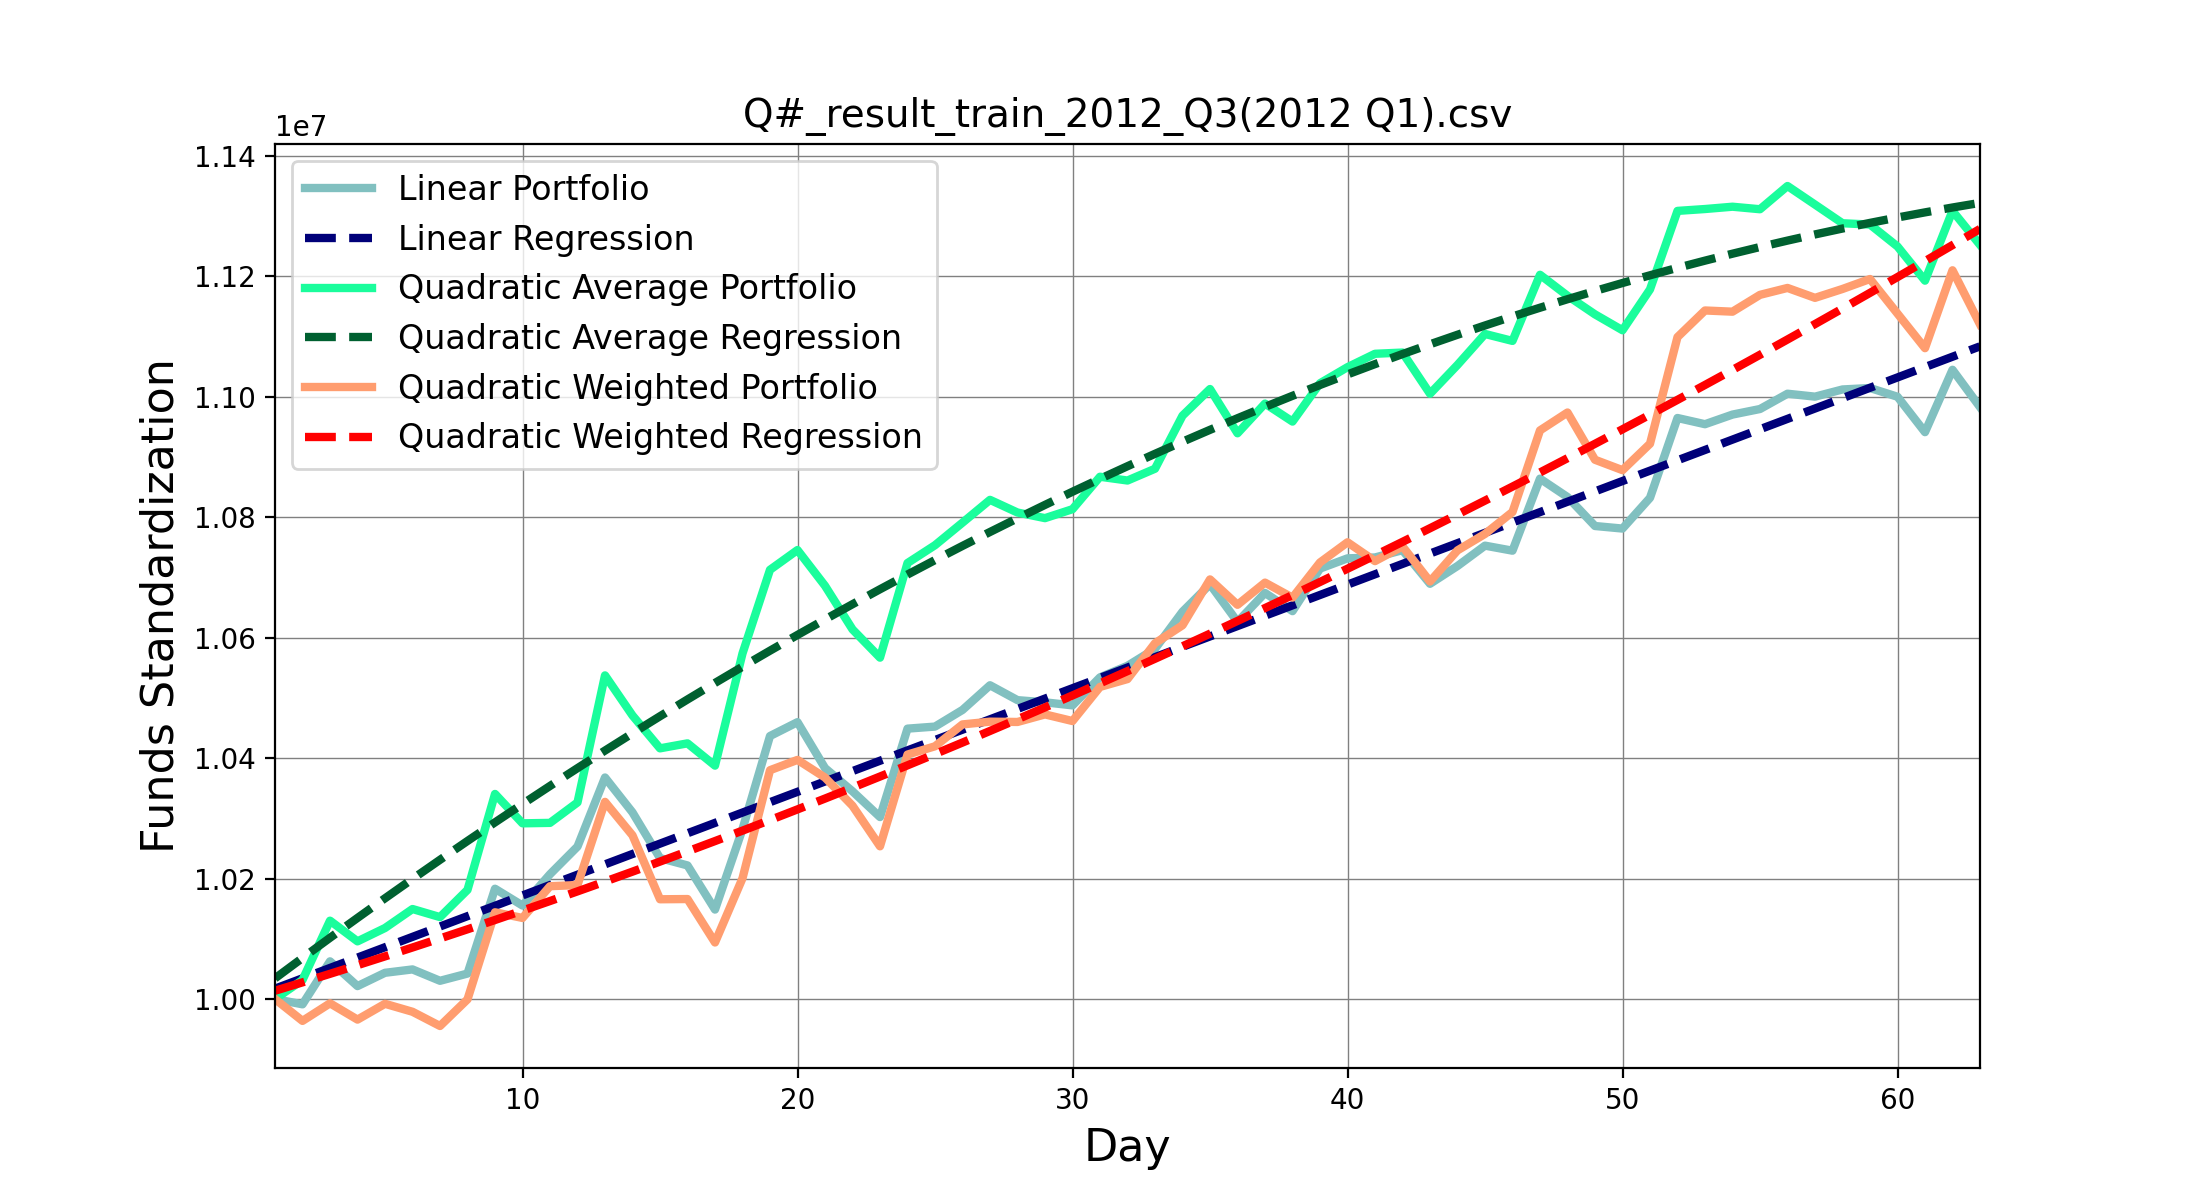 Q#_result_train_2012_Q3(2012 Q1).csv
1e7
1.14
1.12
1.10
1.08
1.06
1.04
1.02
1.00
Funds Standardization
Linear Portfolio
Linear Regression
Quadratic Average Portfolio
Quadratic Average Regression
Quadratic Weighted Portfolio
Quadratic Weighted Regression
10 20 30 40 50 60
Day